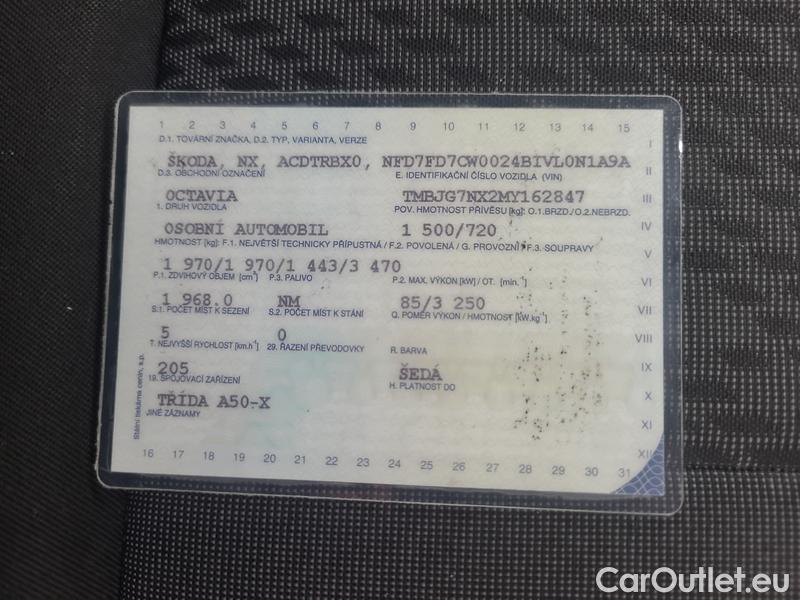 1 2 3 4 5 6 7 8 9 10 11 12 13 14 15
D.1. TOVÁRNÍ ZNAČKA, D.2. TYP, VARIANTA, VERZE I
ŠKODA, NX, ACDTRBX0, NFD7FD7CW0024BIVL0N1A9A
D.3. OBCHODNÍ OZNAČENÍ E. IDENTIFIKAČNÍ ČÍSLO VOZIDLA (VIN) II
OCTAVIA TMBJG7NX2MY162847 III
1. DRUH VOZIDLA POV. HMOTNOST PŘÍVĚSU [kg]: O.1.BRZD./O.2.NEBRZD.
OSOBNÍ AUTOMOBIL 1 500/720 IV
HMOTNOST [kg]: F.1. NEJVĚTŠÍ TECHNICKY PŘÍPUSTNÁ / F.2. POVOLENÁ / G. PROVOZNÍ / F.3. SOUPRAVY V
1 970/1 970/1 443/3 470
P.1. ZDVIHOVÝ OBJEM [cm³] P.3. PALIVO P.2. MAX. VÝKON [kW] / OT. [min.⁻¹] VI
1 968.0 NM 85/3 250
S.1. POČET MÍST K SEZENÍ S.2. POČET MÍST K STÁNÍ Q. POMĚR VÝKON / HMOTNOST [kW.kg⁻¹] VII
5 0 VIII
T. NEJVYŠŠÍ RYCHLOST [km.h⁻¹] 29. ŘAZENÍ PŘEVODOVKY R. BARVA
205 ŠEDÁ IX
19. SPOJOVACÍ ZAŘÍZENÍ H. PLATNOST DO
TŘÍDA A50-X X
JINÉ ZÁZNAMY XI
Státní tiskárna cenin, s.p.
XII
16 17 18 19 20 21 22 23 24 25 26 27 28 29 30 31
CarOutlet.eu